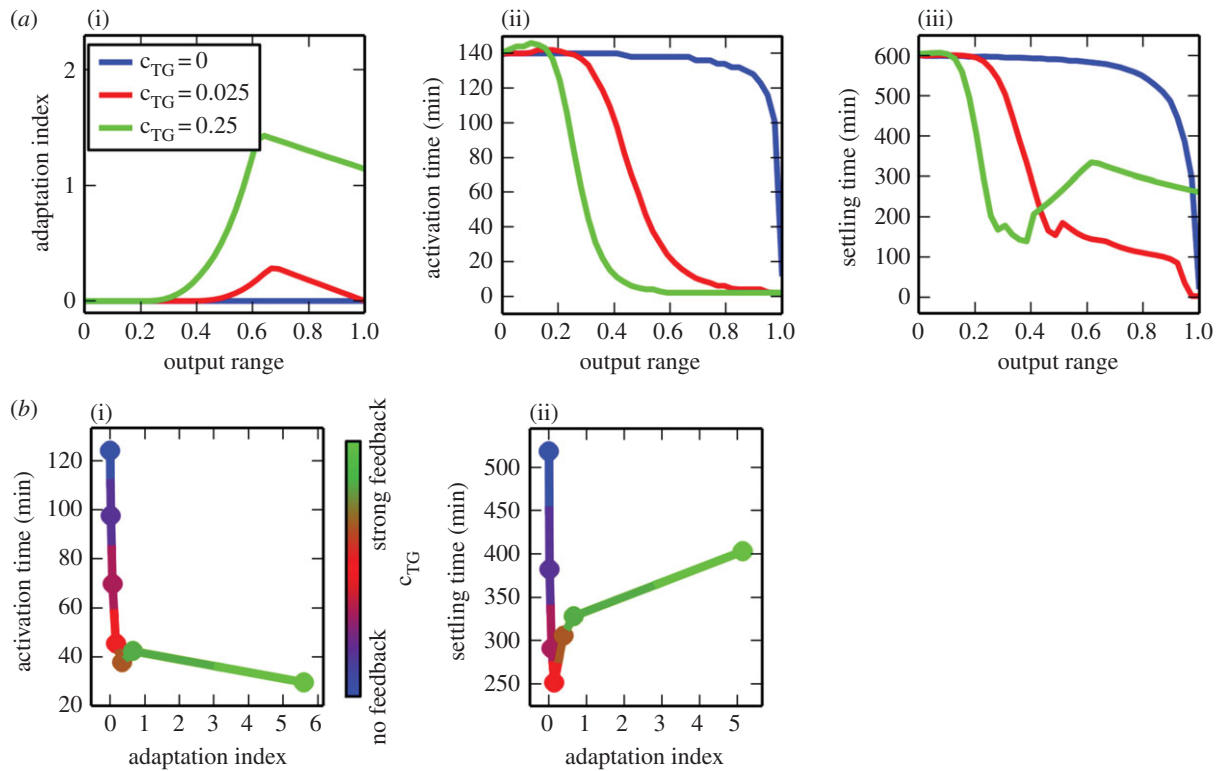 (a) (i) (ii) (iii)
2
1
0
adaptation index
c_TG = 0
c_TG = 0.025
c_TG = 0.25
0 0.2 0.4 0.6 0.8 1.0
output range
140
120
100
80
60
40
20
0
activation time (min)
0 0.2 0.4 0.6 0.8 1.0
output range
600
500
400
300
200
100
0
settling time (min)
0 0.2 0.4 0.6 0.8 1.0
output range
(b) (i) (ii)
120
100
80
60
40
20
activation time (min)
0 1 2 3 4 5 6
adaptation index
no feedback strong feedback
c_TG
500
450
400
350
300
250
settling time (min)
0 1 2 3 4 5
adaptation index